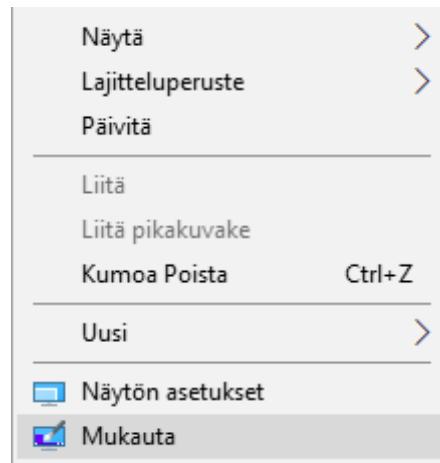 Näytä
Lajitteluperuste
Päivitä
Liitä
Liitä pikakuvake
Kumoa Poista Ctrl+Z
Uusi
Näytön asetukset
Mukauta